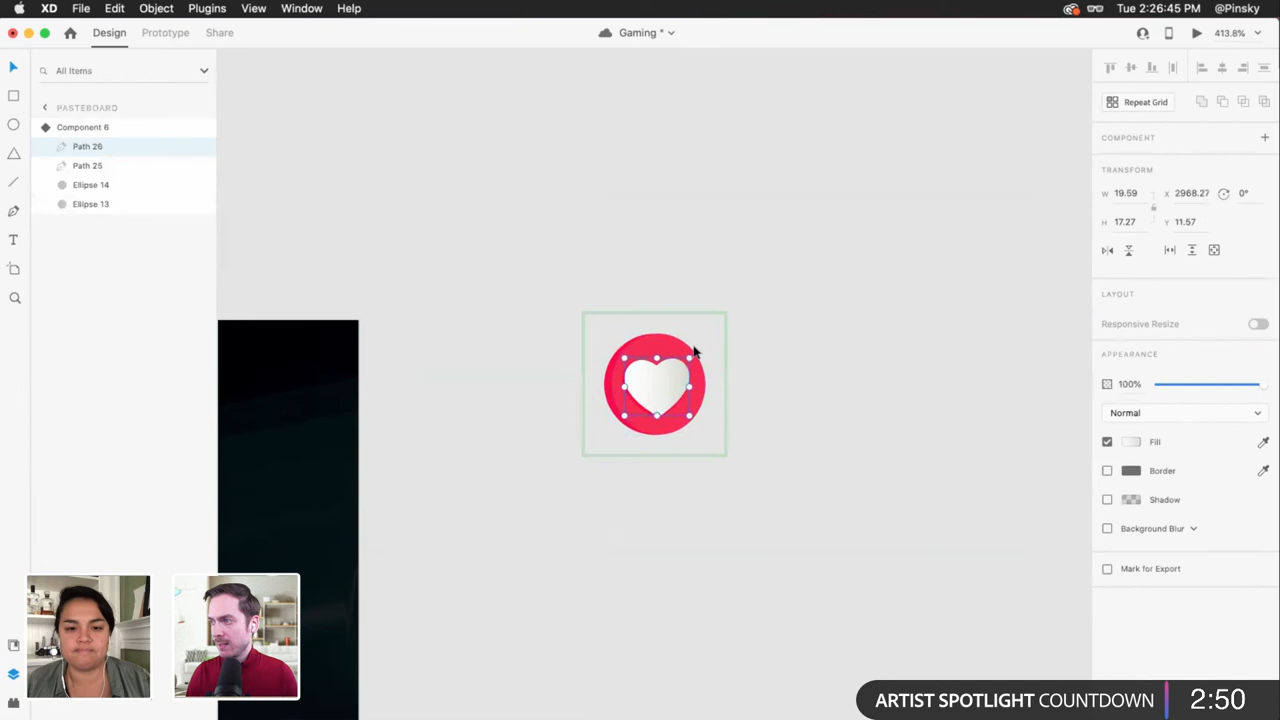 XD File Edit Object Plugins View Window Help
Tue 2:26:45 PM @Pinsky
Design Prototype Share
Gaming *
413.8%
All Items
PASTEBOARD
Component 6
Path 26
Path 25
Ellipse 14
Ellipse 13
Repeat Grid
COMPONENT
TRANSFORM
W 19.59 X 2968.27 0°
H 17.27 Y 11.57
LAYOUT
Responsive Resize
APPEARANCE
100%
Normal
Fill
Border
Shadow
Background Blur
Mark for Export
T
ARTIST SPOTLIGHT COUNTDOWN 2:50